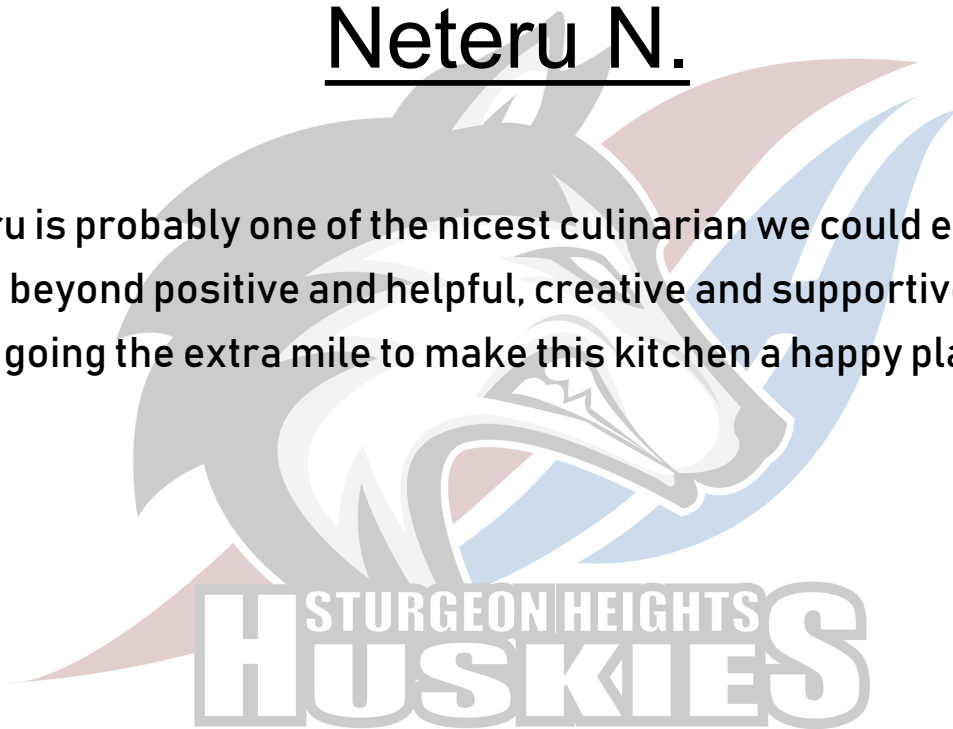 Neteru N.
ru is probably one of the nicest culinarian we could e
beyond positive and helpful, creative and supportive
going the extra mile to make this kitchen a happy pla
STURGEON HEIGHTS
HUSKIES